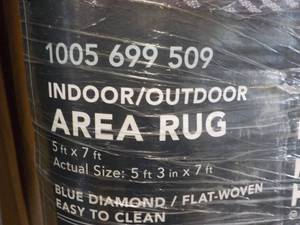 1005 699 509
INDOOR/OUTDOOR
AREA RUG
5 ft x 7 ft
Actual Size: 5 ft 3 in x 7 ft
BLUE DIAMOND / FLAT-WOVEN
EASY TO CLEAN